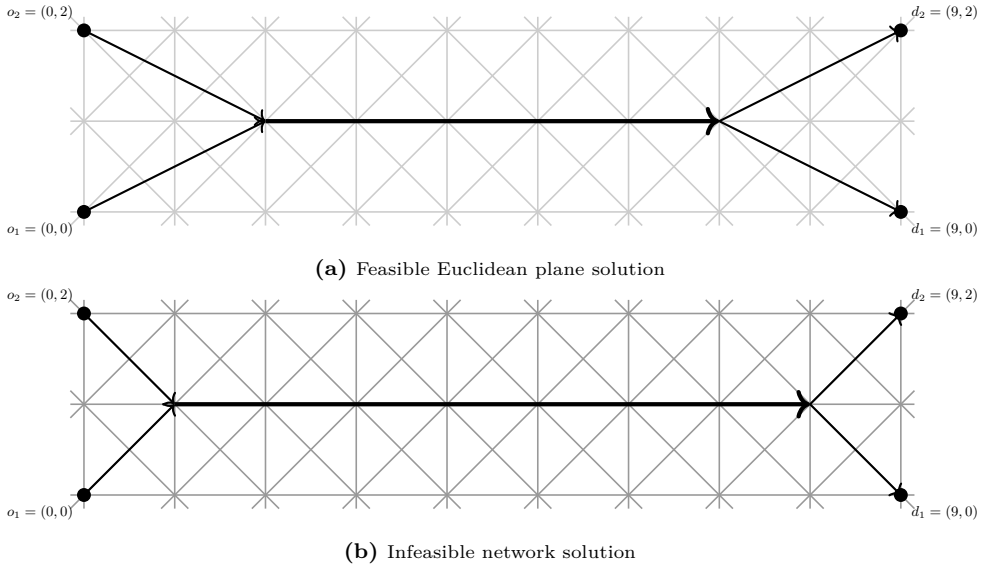 o₂ = (0, 2)
d₂ = (9, 2)
o₁ = (0, 0)
d₁ = (9, 0)
(a) Feasible Euclidean plane solution
o₂ = (0, 2)
d₂ = (9, 2)
o₁ = (0, 0)
d₁ = (9, 0)
(b) Infeasible network solution